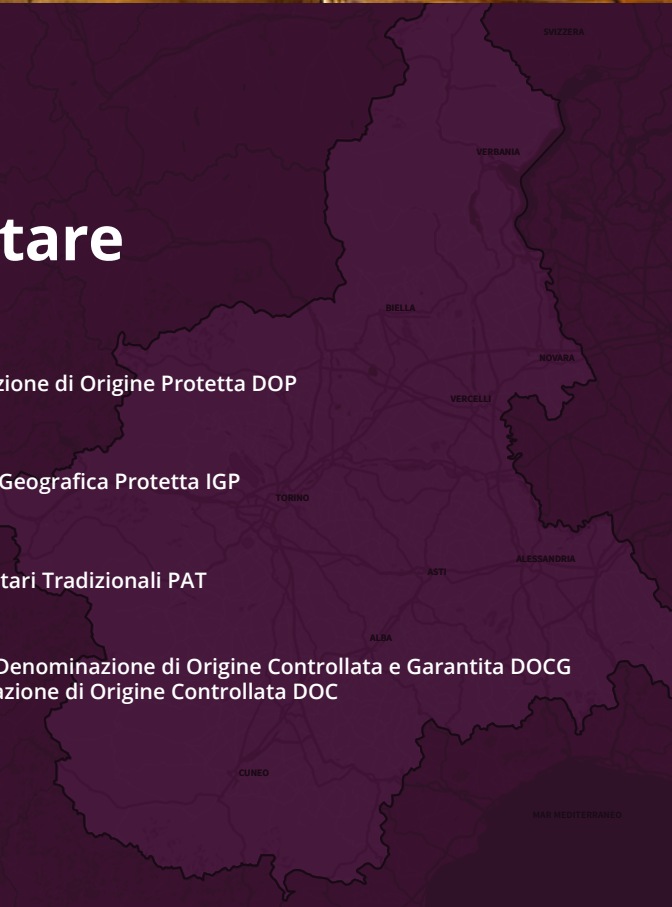 SVIZZERA
VERBANIA
tare
BIELLA
NOVARA
zione di Origine Protetta DOP
VERCELLI
Geografica Protetta IGP
TORINO
ALESSANDRIA
ASTI
tari Tradizionali PAT
ALBA
Denominazione di Origine Controllata e Garantita DOCG
azione di Origine Controllata DOC
CUNEO
MAR MEDITERRANEO